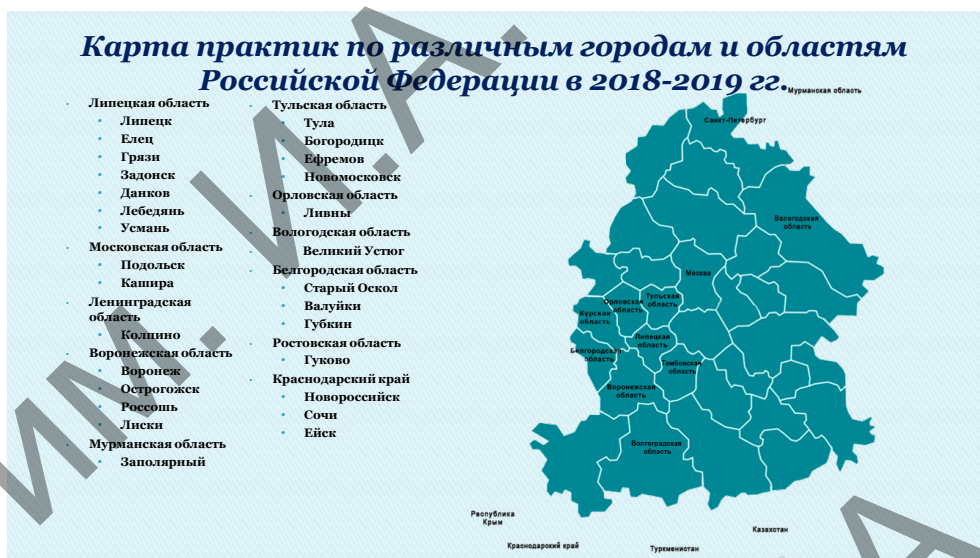 Карта практик по различным городам и областям
Российской Федерации в 2018-2019 гг.
Липецкая область
Липецк
Елец
Грязи
Задонск
Данков
Лебедянь
Усмань
Московская область
Подольск
Кашира
Ленинградская
область
Колпино
Воронежская область
Воронеж
Острогожск
Россошь
Лиски
Мурманская область
Заполярный
Тульская область
Тула
Богородицк
Ефремов
Новомосковск
Орловская область
Ливны
Вологодская область
Великий Устюг
Белгородская область
Старый Оскол
Валуйки
Губкин
Ростовская область
Гуково
Краснодарский край
Новороссийск
Сочи
Ейск
Мурманская область
Санкт-Петербург
Вологодская
область
Москва
Тульская
область
Орловская
область
Курская
область
Липецкая
область
Белгородская
область
Тамбовская
область
Воронежская
область
Волгоградская
область
Республика
Крым
Краснодарский край
Казахстан
Туркменистан
ИМ. И.А.